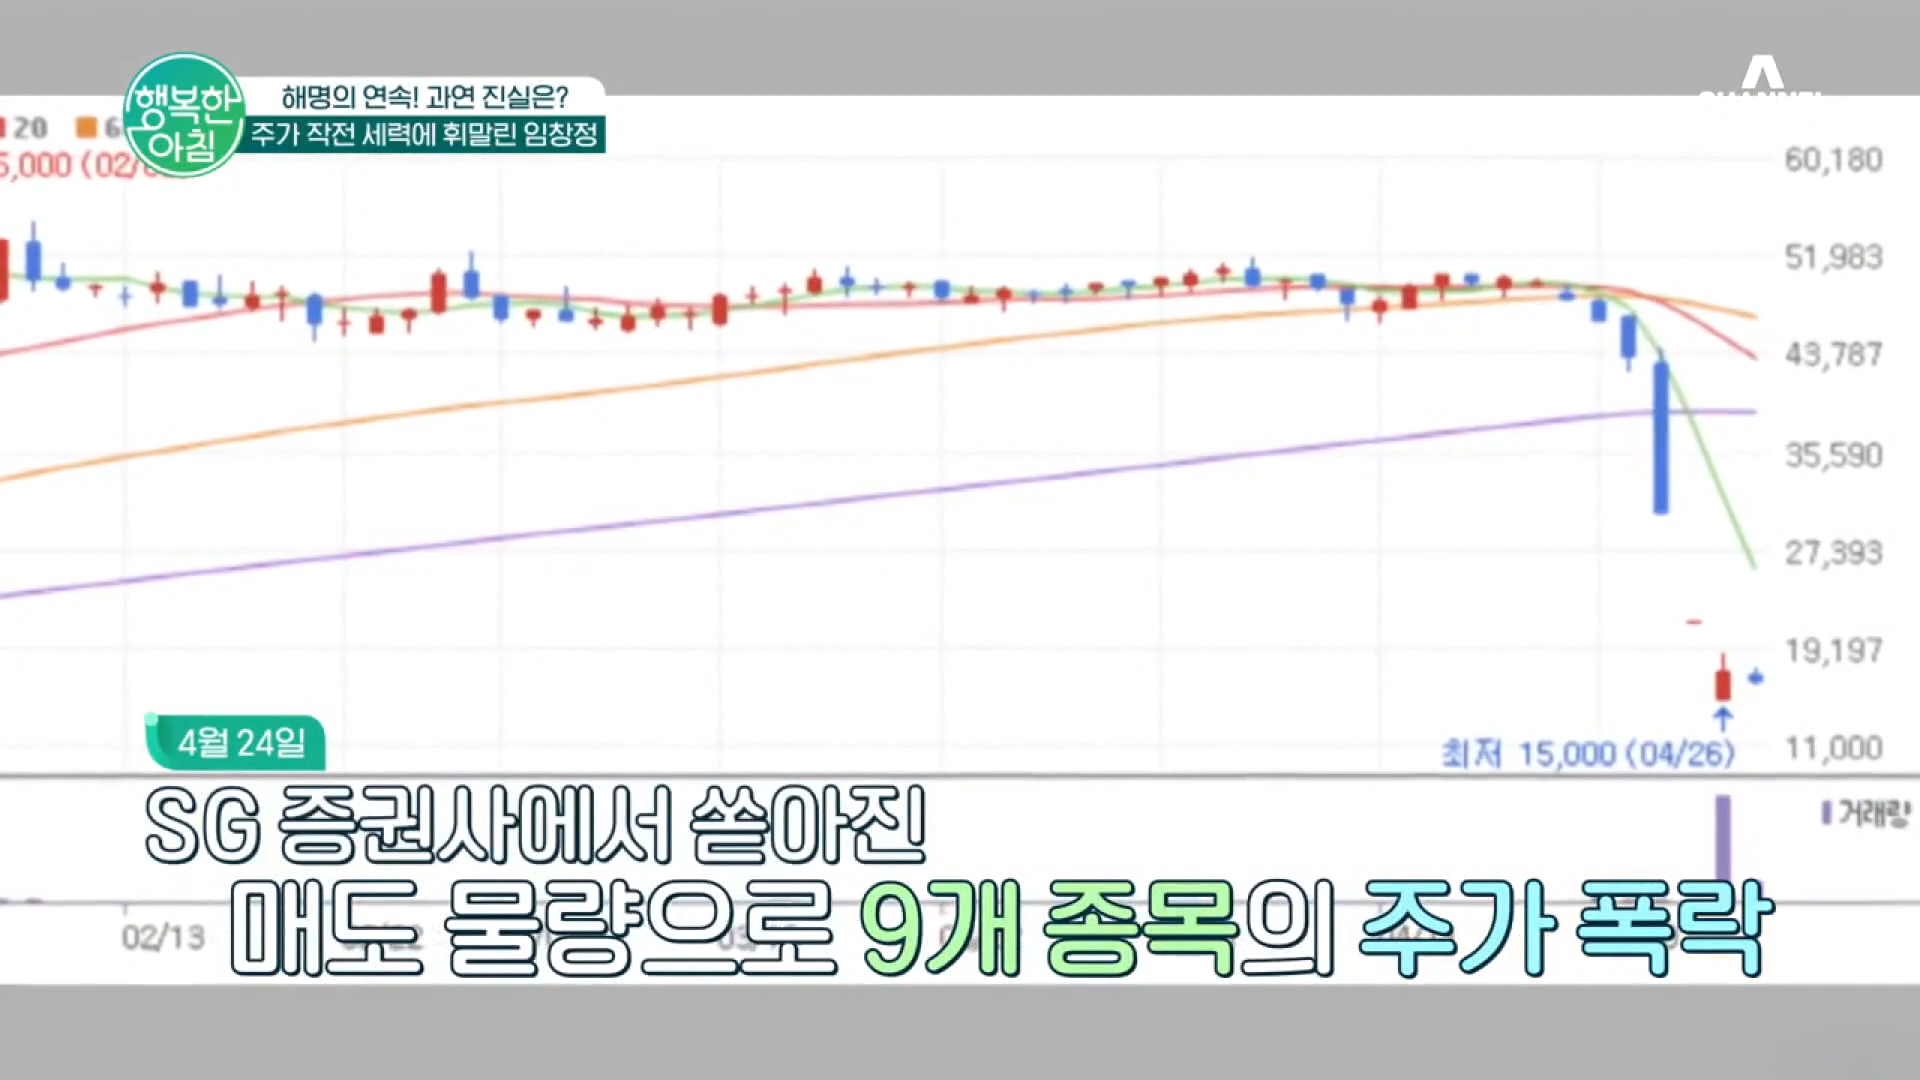 행복한
아침
해명의 연속! 과연 진실은?
주가 작전 세력에 휘말린 임창정
CHANNEL
20
5,000 (02/
60,180
51,983
43,787
35,590
27,393
19,197
11,000
최저 15,000 (04/26)
거래량
4월 24일
SG 증권사에서 쏟아진
매도 물량으로 9개 종목의 주가 폭락
02/13